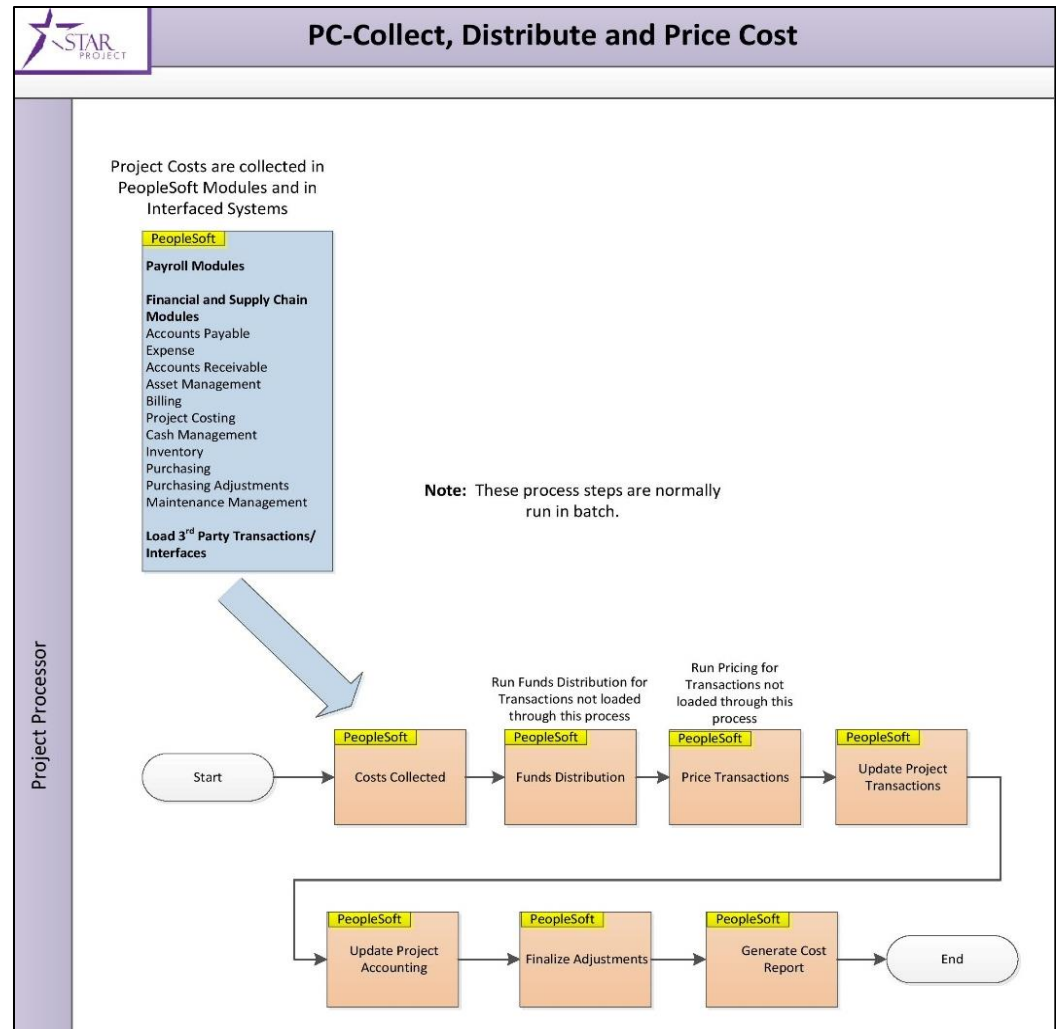 STAR
PROJECT
PC-Collect, Distribute and Price Cost
Project Processor
Project Costs are collected in
PeopleSoft Modules and in
Interfaced Systems
PeopleSoft
Payroll Modules
Financial and Supply Chain
Modules
Accounts Payable
Expense
Accounts Receivable
Asset Management
Billing
Project Costing
Cash Management
Inventory
Purchasing
Purchasing Adjustments
Maintenance Management
Load 3rd Party Transactions/
Interfaces
Note: These process steps are normally
run in batch.
Start
PeopleSoft
Costs Collected
Run Funds Distribution for
Transactions not loaded
through this process
PeopleSoft
Funds Distribution
Run Pricing for
Transactions not
loaded through this
process
PeopleSoft
Price Transactions
PeopleSoft
Update Project
Transactions
PeopleSoft
Update Project
Accounting
PeopleSoft
Finalize Adjustments
PeopleSoft
Generate Cost
Report
End